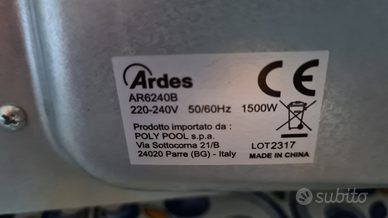 Ardes
AR6240B
220-240V 50/60Hz 1500W
Prodotto importato da :
POLY POOL s.p.a.
Via Sottocorna 21/B
24020 Parre (BG) - Italy
CE
LOT2317
MADE IN CHINA
subito